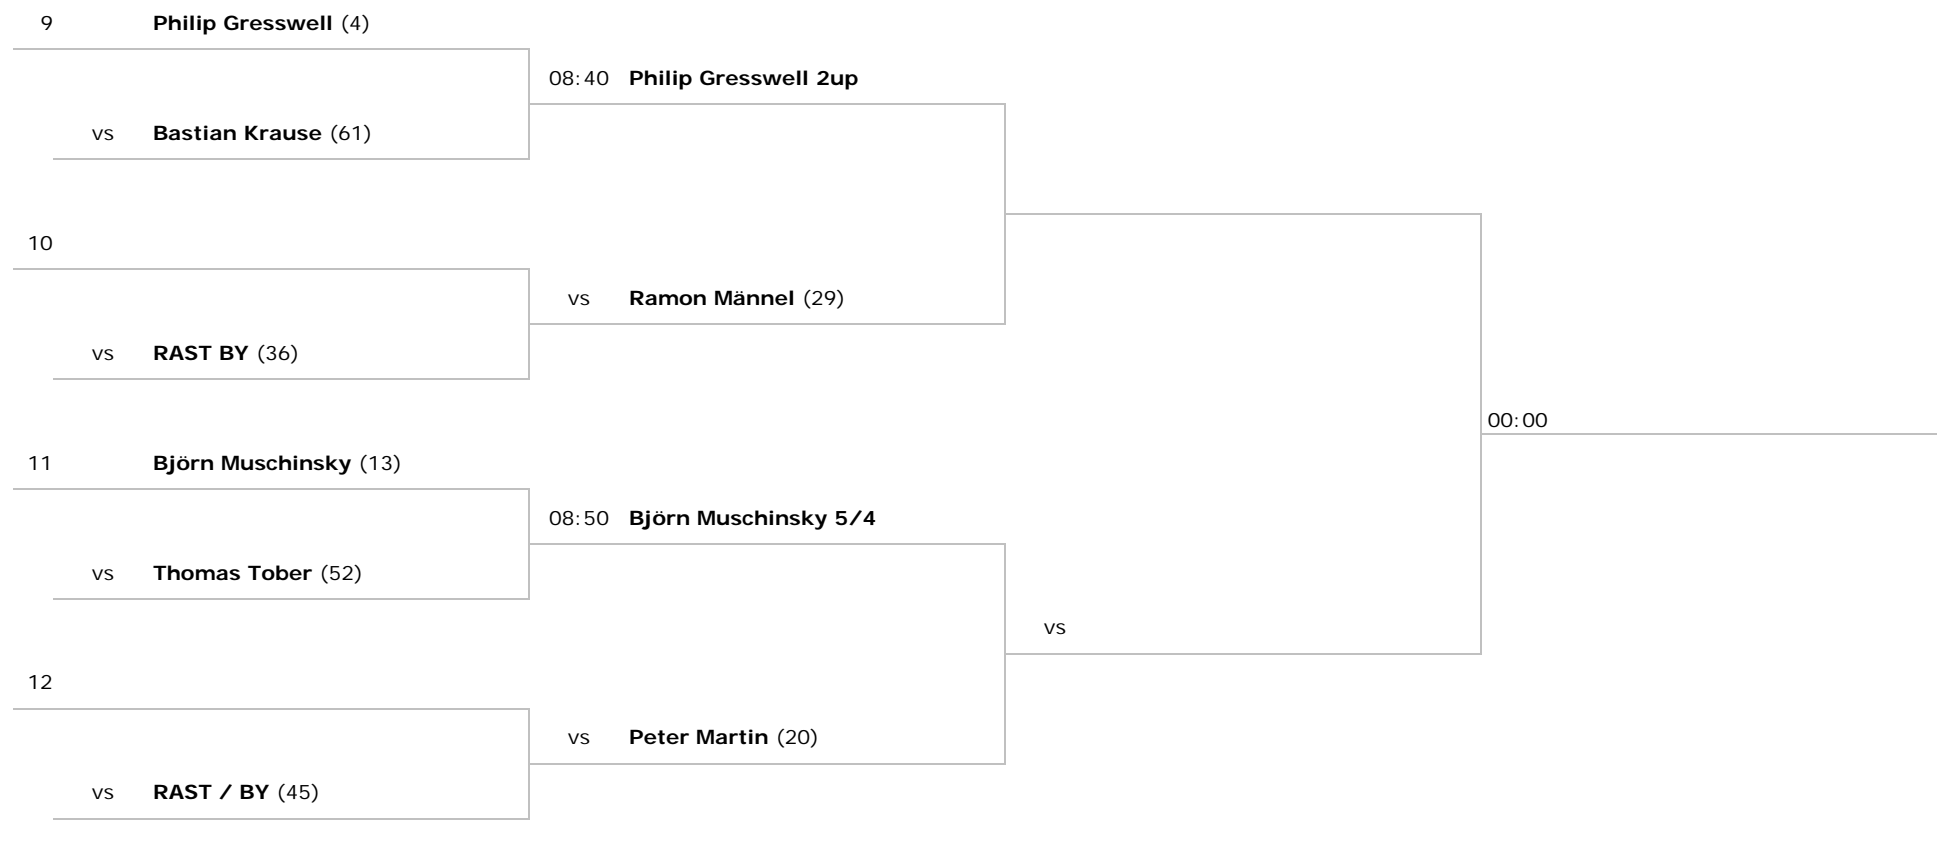 9 Philip Gresswell (4)
08:40 Philip Gresswell 2up
vs Bastian Krause (61)
10
vs Ramon Männel (29)
vs RAST BY (36)
00:00
11 Björn Muschinsky (13)
08:50 Björn Muschinsky 5/4
vs Thomas Tober (52)
vs
12
vs Peter Martin (20)
vs RAST / BY (45)